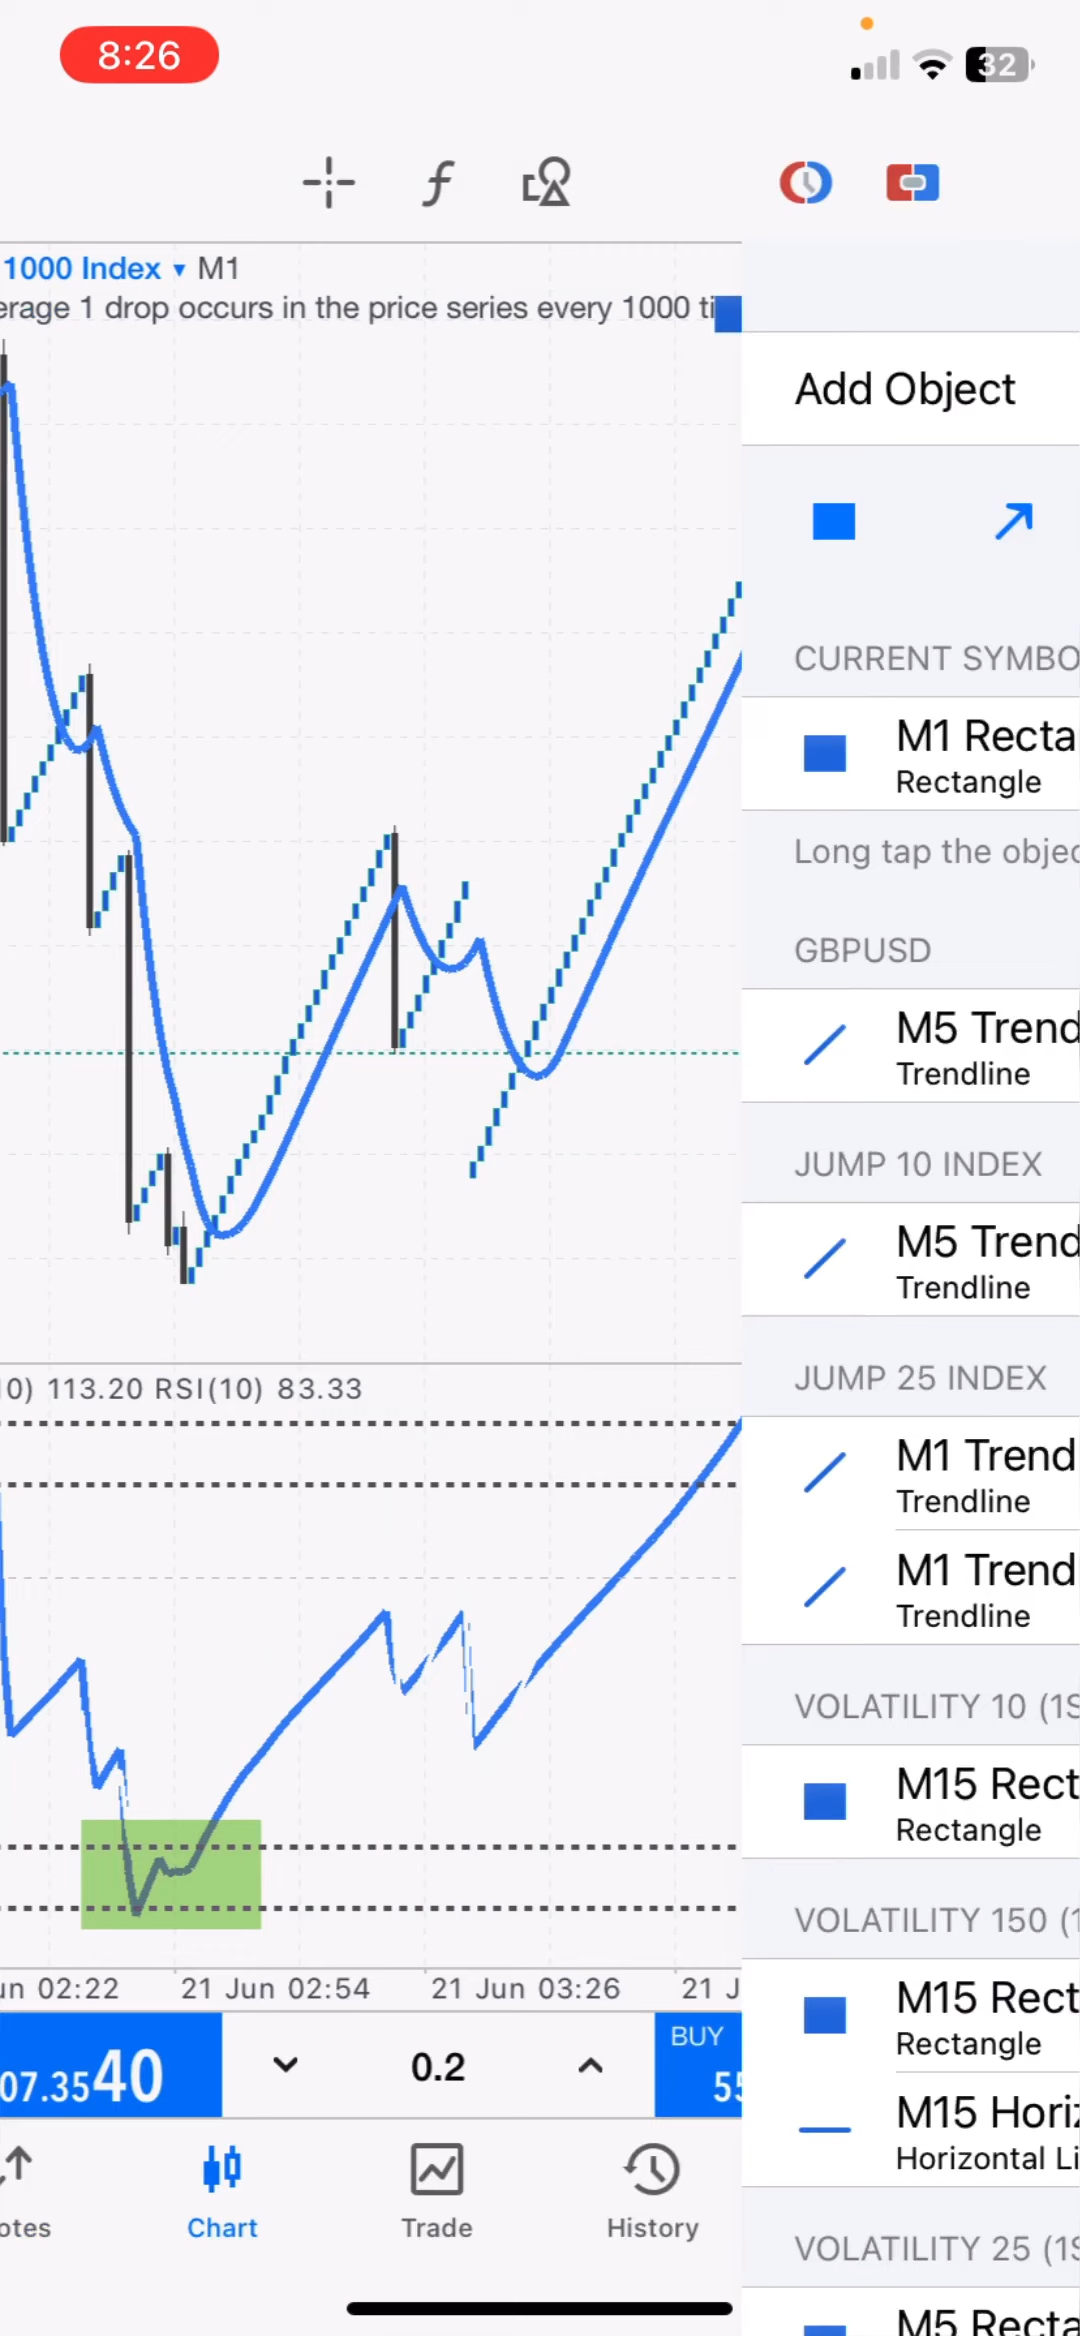 8:26
32
1000 Index ▾ M1
erage 1 drop occurs in the price series every 1000 ti
Add Object
CURRENT SYMBO
M1 Recta
Rectangle
Long tap the objec
GBPUSD
M5 Trend
Trendline
JUMP 10 INDEX
M5 Trend
Trendline
JUMP 25 INDEX
M1 Trend
Trendline
M1 Trend
Trendline
VOLATILITY 10 (1S
M15 Rect
Rectangle
VOLATILITY 150 (1
M15 Rect
Rectangle
M15 Horiz
Horizontal Li
VOLATILITY 25 (1S
M5 Recta
0) 113.20 RSI(10) 83.33
un 02:22 21 Jun 02:54 21 Jun 03:26 21 J
07.3540
0.2
BUY
55
otes
Chart
Trade
History